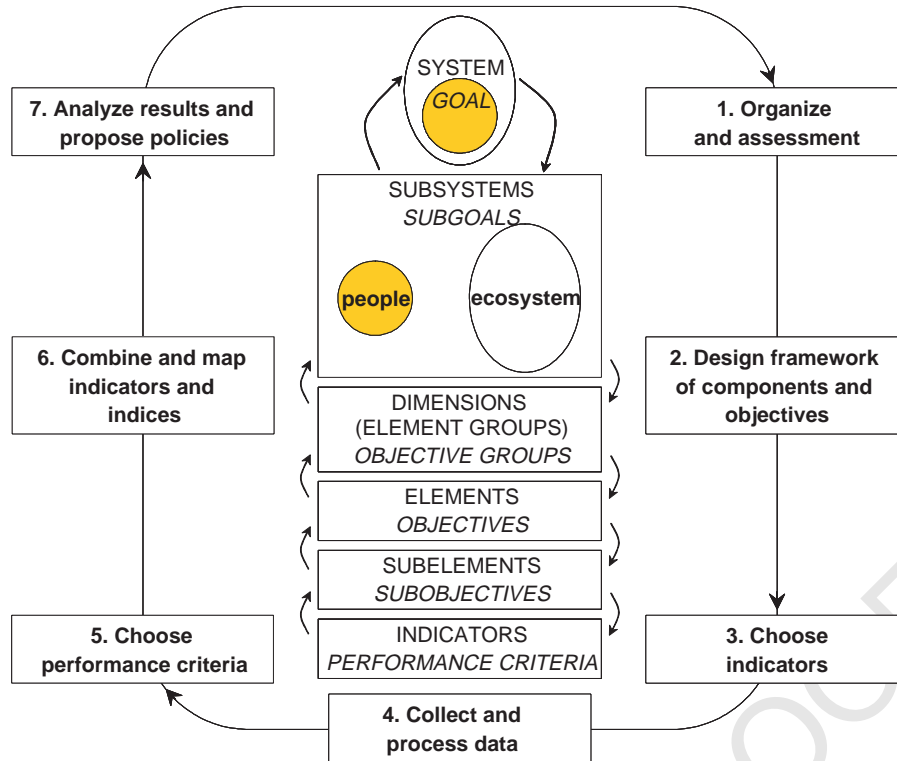 SYSTEM
GOAL
7. Analyze results and
propose policies
1. Organize
and assessment
SUBSYSTEMS
SUBGOALS
people
ecosystem
6. Combine and map
indicators and
indices
2. Design framework
of components and
objectives
DIMENSIONS
(ELEMENT GROUPS)
OBJECTIVE GROUPS
ELEMENTS
OBJECTIVES
SUBELEMENTS
SUBOBJECTIVES
5. Choose
performance criteria
3. Choose
indicators
INDICATORS
PERFORMANCE CRITERIA
4. Collect and
process data